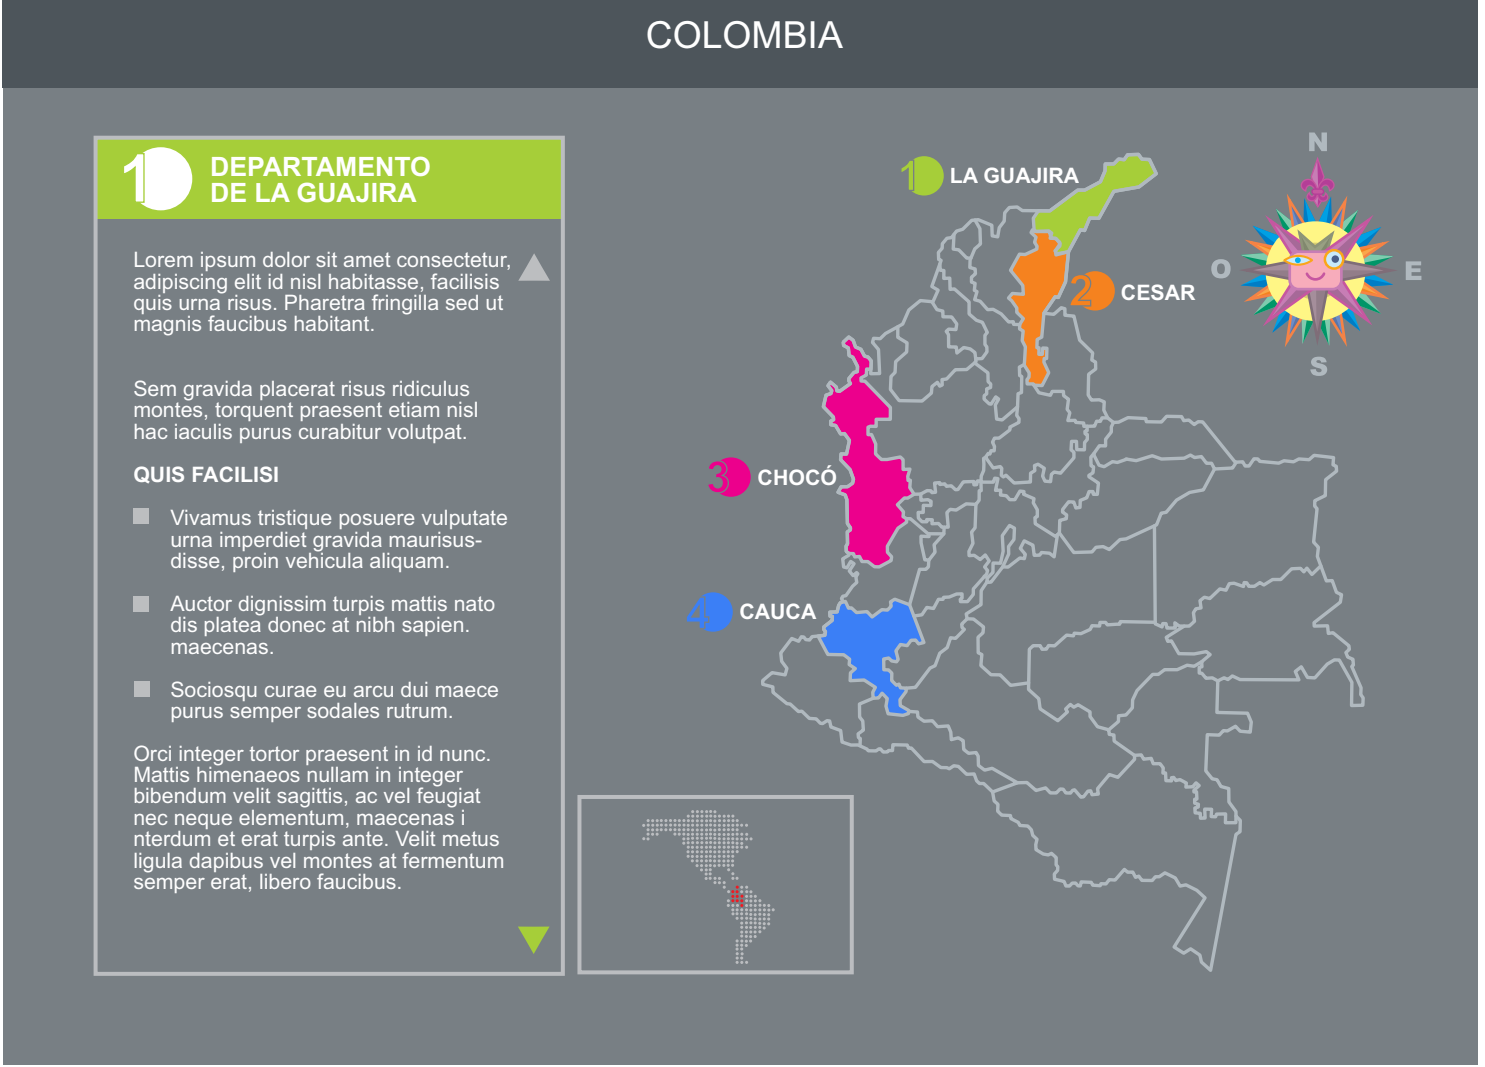 COLOMBIA
1 DEPARTAMENTO
DE LA GUAJIRA
Lorem ipsum dolor sit amet consectetur,
adipiscing elit id nisl habitasse, facilisis
quis urna risus. Pharetra fringilla sed ut
magnis faucibus habitant.
Sem gravida placerat risus ridiculus
montes, torquent praesent etiam nisl
hac iaculis purus curabitur volutpat.
QUIS FACILISI
Vivamus tristique posuere vulputate
urna imperdiet gravida maurisus-
disse, proin vehicula aliquam.
Auctor dignissim turpis mattis nato
dis platea donec at nibh sapien.
maecenas.
Sociosqu curae eu arcu dui maece
purus semper sodales rutrum.
Orci integer tortor praesent in id nunc.
Mattis himenaeos nullam in integer
bibendum velit sagittis, ac vel feugiat
nec neque elementum, maecenas i
nterdum et erat turpis ante. Velit metus
ligula dapibus vel montes at fermentum
semper erat, libero faucibus.
1 LA GUAJIRA
2 CESAR
3 CHOCÓ
4 CAUCA
N
O
E
S